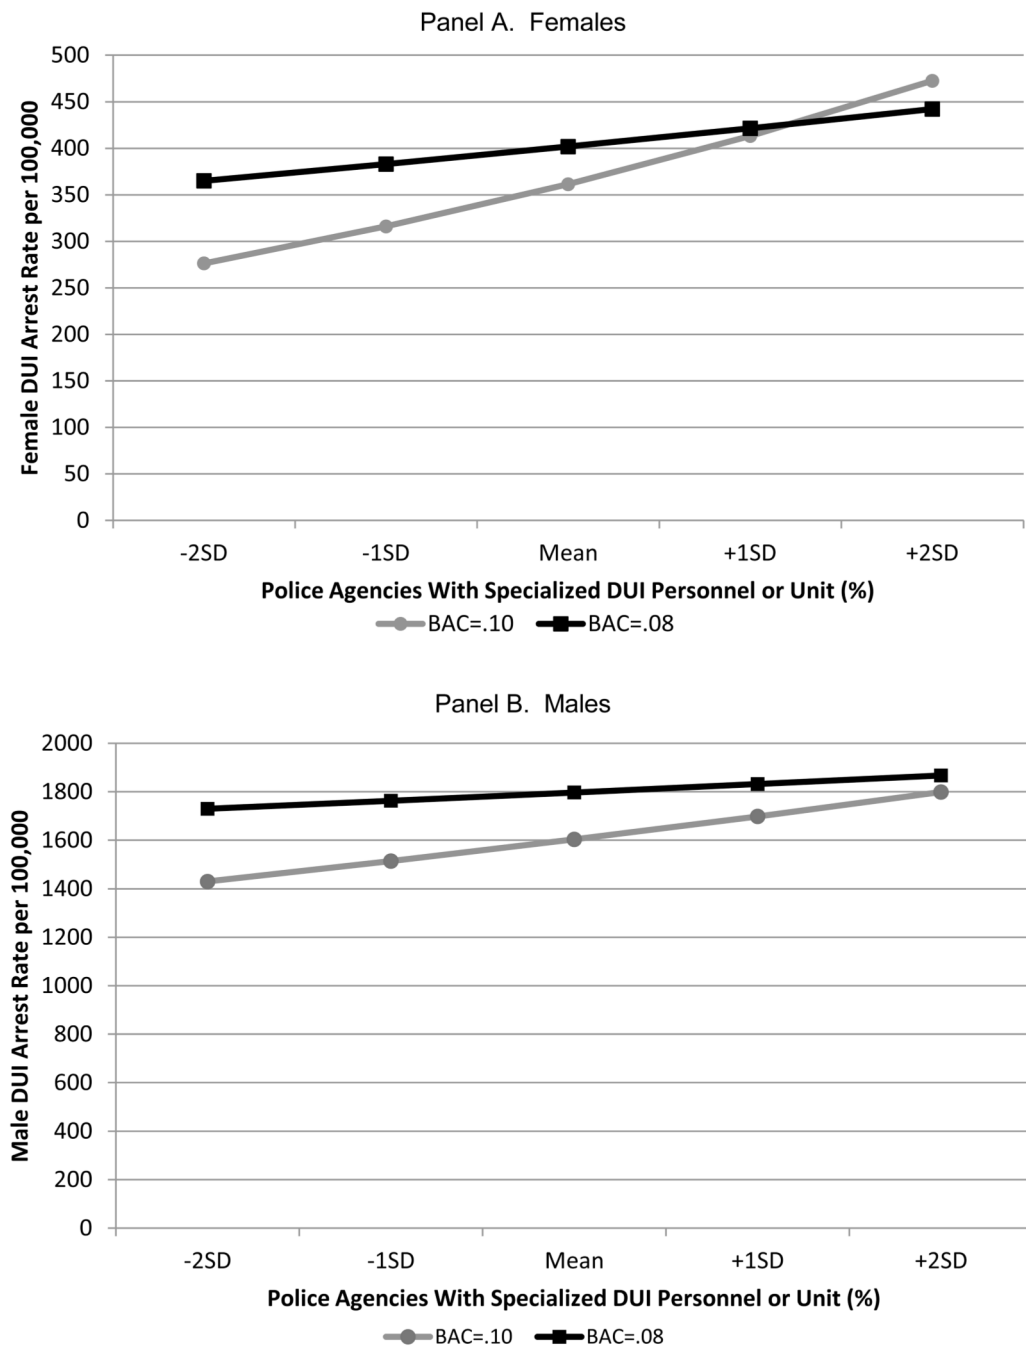 Panel A.  Females
500
450
400
350
300
250
200
150
100
50
0
Female DUI Arrest Rate per 100,000
-2SD -1SD Mean +1SD +2SD
Police Agencies With Specialized DUI Personnel or Unit (%)
BAC=.10 BAC=.08
Panel B.  Males
2000
1800
1600
1400
1200
1000
800
600
400
200
0
Male DUI Arrest Rate per 100,000
-2SD -1SD Mean +1SD +2SD
Police Agencies With Specialized DUI Personnel or Unit (%)
BAC=.10 BAC=.08